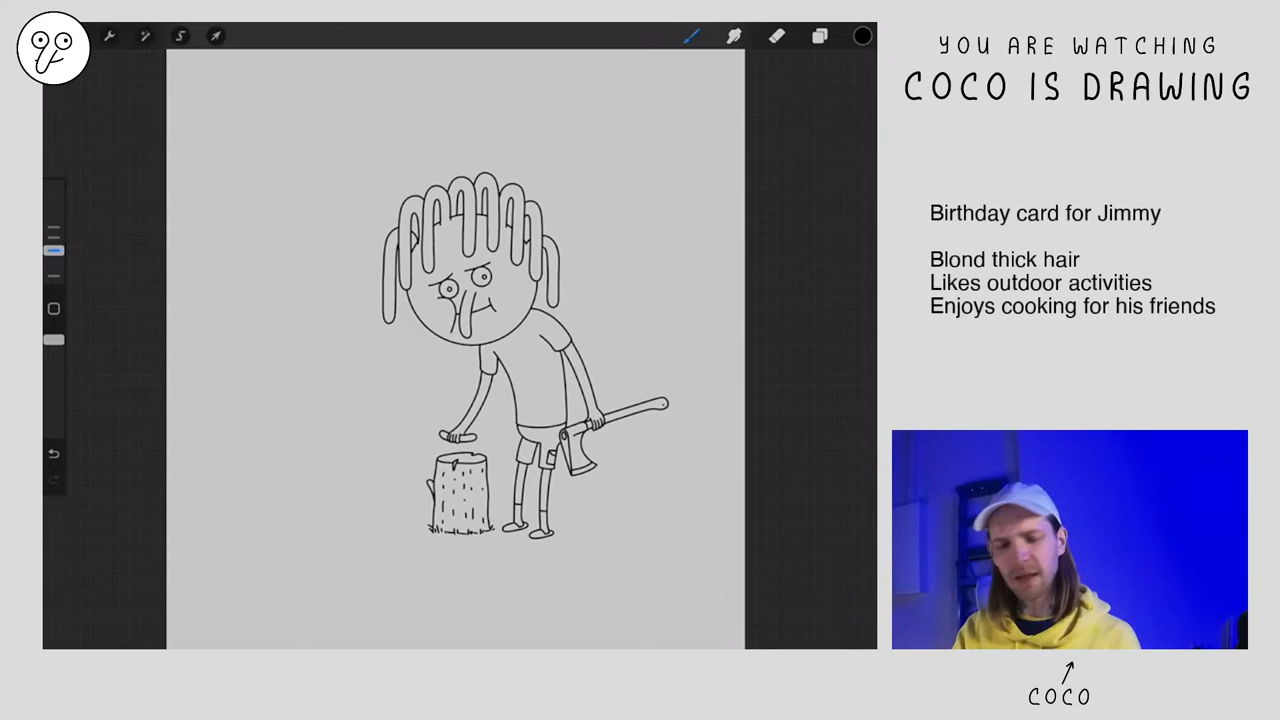 YOU ARE WATCHING
COCO IS DRAWING
Birthday card for Jimmy
Blond thick hair
Likes outdoor activities
Enjoys cooking for his friends
COCO